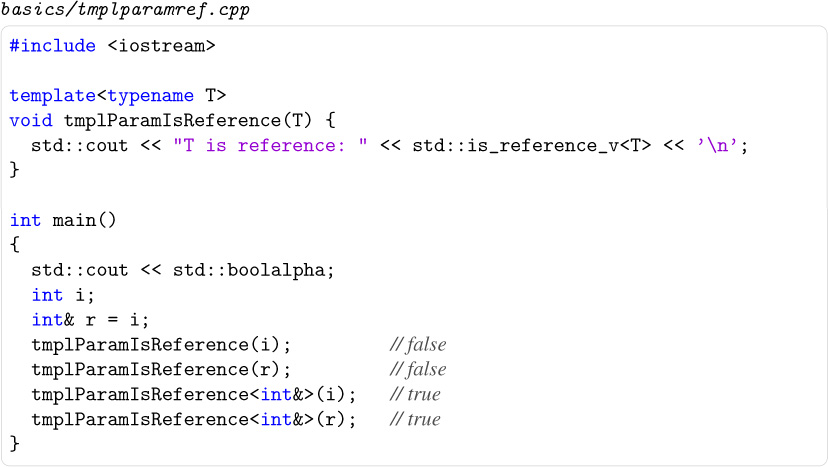 basics/tmplparamref.cpp
#include <iostream>
template<typename T>
void tmplParamIsReference(T) {
  std::cout << "T is reference: " << std::is_reference_v<T> << ’\n’;
}
int main()
{
  std::cout << std::boolalpha;
  int i;
  int& r = i;
  tmplParamIsReference(i);         // false
  tmplParamIsReference(r);         // false
  tmplParamIsReference<int&>(i);   // true
  tmplParamIsReference<int&>(r);   // true
}